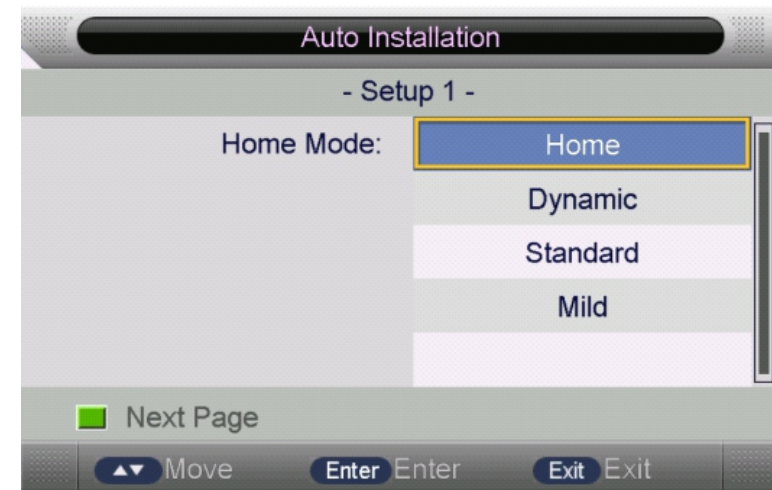 Auto Installation
- Setup 1 -
Home Mode: Home
Dynamic
Standard
Mild
Next Page
Move Enter Enter Exit Exit